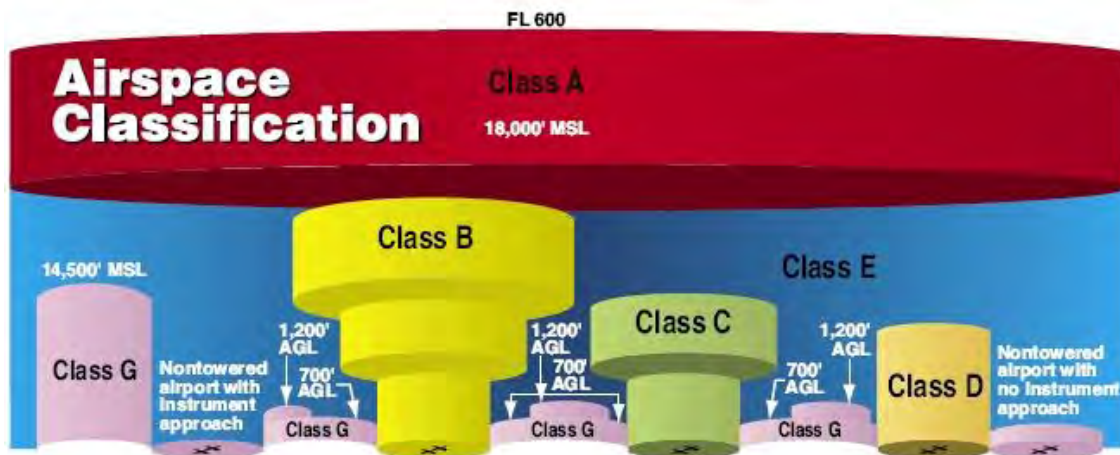 FL 600
Airspace
Classification
Class A
18,000' MSL
Class B
Class E
14,500' MSL
Class C
1,200'
AGL
1,200'
AGL
1,200'
AGL
Class G
Nontowered
airport with
Instrument
approach
700'
AGL
700'
AGL
700'
AGL
Class D
Nontowered
airport with
no Instrument
approach
Class G
Class G
Class G